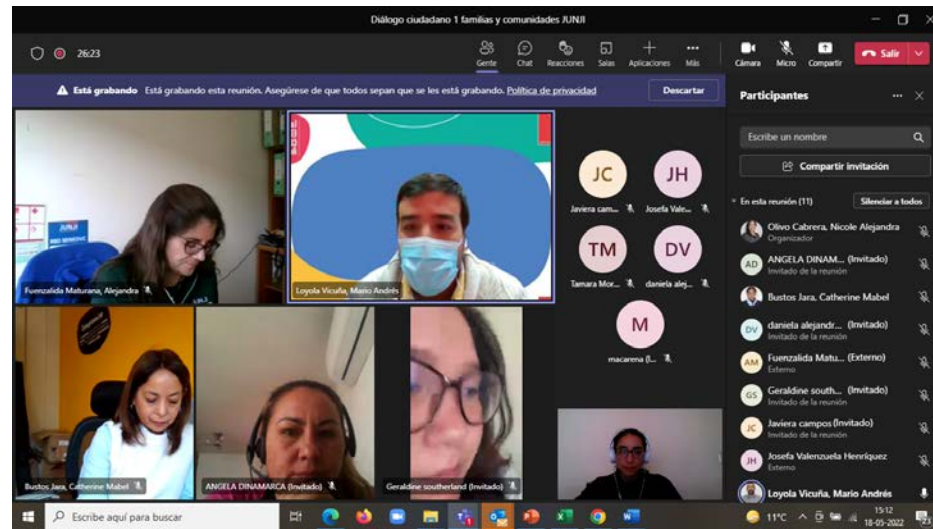 Diálogo ciudadano 1 familias y comunidades JUNJI
26:23
Gente
Chat
Reacciones
Salas
Aplicaciones
Más
Cámara
Micro
Compartir
Salir
Está grabando Está grabando esta reunión. Asegúrese de que todos sepan que se les está grabando. Política de privacidad
Descartar
Participantes
Escribe un nombre
Compartir invitación
En esta reunión (11)
Silenciar a todos
Olivo Cabrera, Nicole Alejandra
Organizador
AD
ANGELA DINAM... (Invitado)
Invitado de la reunión
Bustos Jara, Catherine Mabel
DV
daniela alejandr... (Invitado)
Invitado de la reunión
AM
Fuenzalida Matu... (Externo)
Externo
GS
Geraldine south... (Invitado)
Invitado de la reunión
JC
Javiera campos (Invitado)
Invitado de la reunión
JH
Josefa Valenzuela Henríquez
Externo
Loyola Vicuña, Mario Andrés
JUNJI
Fuenzalida Maturana, Alejandra
Loyola Vicuña, Mario Andrés
JC
Javiera cam...
JH
Josefa Vale...
TM
Tamara Mor...
DV
daniela alej...
M
macarena (I...
Bustos Jara, Catherine Mabel
ANGELA DINAMARCA (Invitado)
Geraldine southerland (Invitado)
Escribe aquí para buscar
11°C
15:12
18-05-2022